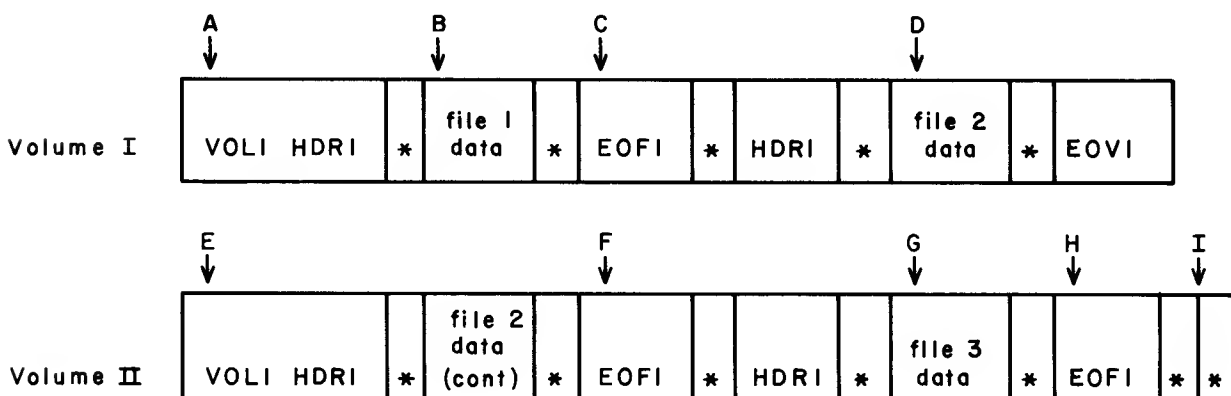 A B C D
Volume I VOL1 HDR1 * file 1 data * EOF1 * HDR1 * file 2 data * EOV1
E F G H I
Volume II VOL1 HDR1 * file 2 data (cont) * EOF1 * HDR1 * file 3 data * EOF1 * *